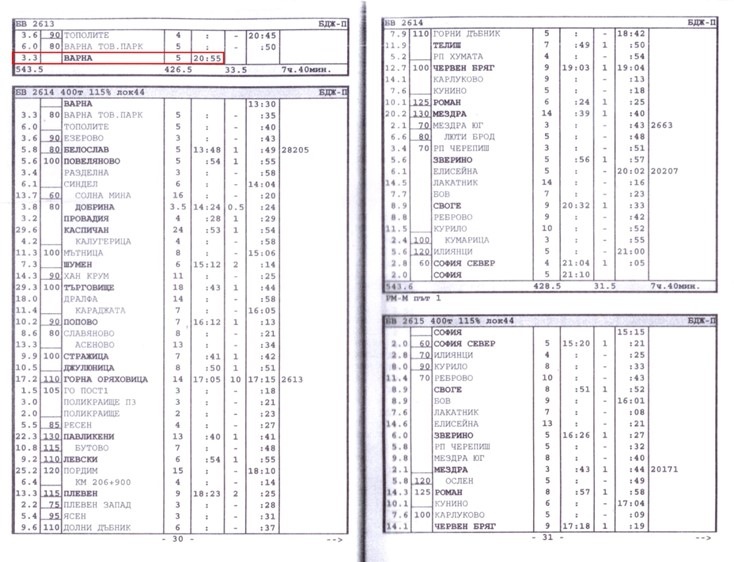 БВ 2613 БДЖ-П
3.6 90 ТОПОЛИТЕ 4 : - 20:45
6.0 80 ВАРНА ТОВ.ПАРК 5 : - :50
3.3 ВАРНА 5 20:55
543.5 426.5 33.5 7ч.40мин.
БВ 2614 400т 115% лок44 БДЖ-П
ВАРНА 13:30
3.3 80 ВАРНА ТОВ.ПАРК 5 : - :35
6.0 ТОПОЛИТЕ 5 : - :40
3.6 90 ЕЗЕРОВО 3 : - :43
5.8 80 БЕЛОСЛАВ 5 13:48 1 :49 28205
5.6 100 ПОВЕЛЯНОВО 5 :54 1 :55
3.4 РАЗДЕЛНА 3 : - :58
6.1 СИНДЕЛ 6 : - 14:04
13.7 60 СОЛНА МИНА 16 : - :20
3.8 80 ДОБРИНА 3.5 14:24 0.5 :24
3.2 ПРОВАДИЯ 4 :28 1 :29
29.6 КАСПИЧАН 24 :53 1 :54
4.2 КАЛУГЕРИЦА 4 : - :58
11.3 100 МЪТНИЦА 8 : - 15:06
7.3 ШУМЕН 6 15:12 2 :14
14.3 90 ХАН КРУМ 11 : - :25
29.3 100 ТЪРГОВИЩЕ 18 :43 1 :44
18.0 ДРАЛФА 14 : - :58
11.4 КАРАДЖАТА 7 : - 16:05
10.2 90 ПОПОВО 7 16:12 1 :13
8.6 80 СЛАВЯНОВО 8 : - :21
13.3 АСЕНОВО 13 : - :34
9.9 100 СТРАЖИЦА 7 :41 1 :42
10.5 ДЖУЛЮНИЦА 8 :50 1 :51
17.2 110 ГОРНА ОРЯХОВИЦА 14 17:05 10 17:15 2613
1.5 105 ГО ПОСТ1 3 : - :18
3.0 ПОЛИКРАИЩЕ П3 3 : - :21
2.0 ПОЛИКРАИЩЕ 2 : - :23
5.5 85 РЕСЕН 4 : - :27
22.3 130 ПАВЛИКЕНИ 13 :40 1 :41
10.8 115 БУТОВО 7 : - :48
9.2 110 ЛЕВСКИ 6 :54 1 :55
25.2 120 ПОРДИМ 15 : - 18:10
6.4 КМ 206+900 4 : - :14
13.3 115 ПЛЕВЕН 9 18:23 2 :25
2.2 75 ПЛЕВЕН ЗАПАД 3 : - :28
5.4 95 ЯСЕН 3 : - :31
9.6 110 ДОЛНИ ДЪБНИК 6 : - :37
- 30 - -->
БВ 2614 БДЖ-П
7.9 110 ГОРНИ ДЪБНИК 5 : - 18:42
11.9 ТЕЛИШ 7 :49 1 :50
5.2 РП ХУМАТА 4 : - :54
12.7 100 ЧЕРВЕН БРЯГ 9 19:03 1 19:04
14.1 КАРЛУКОВО 9 : - :13
7.6 КУНИНО 5 : - :18
10.1 125 РОМАН 6 :24 1 :25
20.2 130 МЕЗДРА 14 :39 1 :40
2.1 70 МЕЗДРА ЮГ 3 : - :43 2663
6.6 80 ЛЮТИ БРОД 5 : - :48
3.4 70 РП ЧЕРЕПИШ 3 : - :51
5.6 ЗВЕРИНО 5 :56 1 :57
6.1 ЕЛИСЕЙНА 5 : - 20:02 20207
14.5 ЛАКАТНИК 14 : - :16
7.7 БОВ 7 : - :23
8.9 СВОГЕ 9 20:32 1 :33
8.8 РЕБРОВО 9 : - :42
11.5 КУРИЛО 10 : - :52
2.4 100 КУМАРИЦА 3 : - :55
5.6 120 ИЛИЯНЦИ 5 : - 21:00
2.8 60 СОФИЯ СЕВЕР 4 21:04 1 :05
2.0 СОФИЯ 5 21:10
543.6 428.5 31.5 7ч.40мин.
РМ-М път 1
БВ 2615 400т 115% лок44 БДЖ-П
СОФИЯ 15:15
2.0 60 СОФИЯ СЕВЕР 5 15:20 1 :21
2.8 70 ИЛИЯНЦИ 4 : - :25
8.0 90 КУРИЛО 8 : - :33
11.4 70 РЕБРОВО 10 : - :43
8.9 СВОГЕ 8 :51 1 :52
8.9 БОВ 9 : - 16:01
7.6 ЛАКАТНИК 7 : - :08
14.6 ЕЛИСЕЙНА 13 : - :21
6.0 ЗВЕРИНО 5 16:26 1 :27
5.8 РП ЧЕРЕПИШ 5 : - :32
9.8 МЕЗДРА ЮГ 8 : - :40
2.1 МЕЗДРА 3 :43 1 :44 20171
5.8 120 ОСЛЕН 5 : - :49
14.3 125 РОМАН 8 :57 1 :58
10.1 КУНИНО 6 : - 17:04
7.6 100 КАРЛУКОВО 5 : - :09
14.1 ЧЕРВЕН БРЯГ 9 17:18 1 :19
- 31 - -->